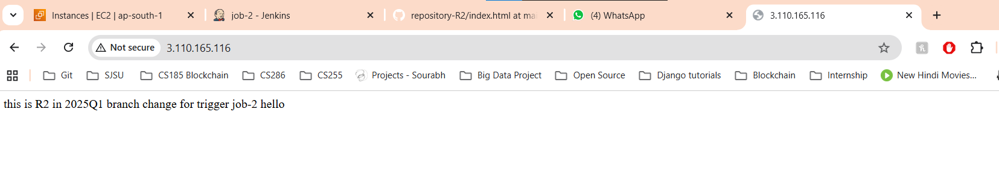 Instances | EC2 | ap-south-1
job-2 - Jenkins
repository-R2/index.html at mai
(4) WhatsApp
3.110.165.116
Not secure
3.110.165.116
Git
SJSU
CS185 Blockchain
CS286
CS255
Projects - Sourabh
Big Data Project
Open Source
Django tutorials
Blockchain
Internship
New Hindi Movies...
this is R2 in 2025Q1 branch change for trigger job-2 hello